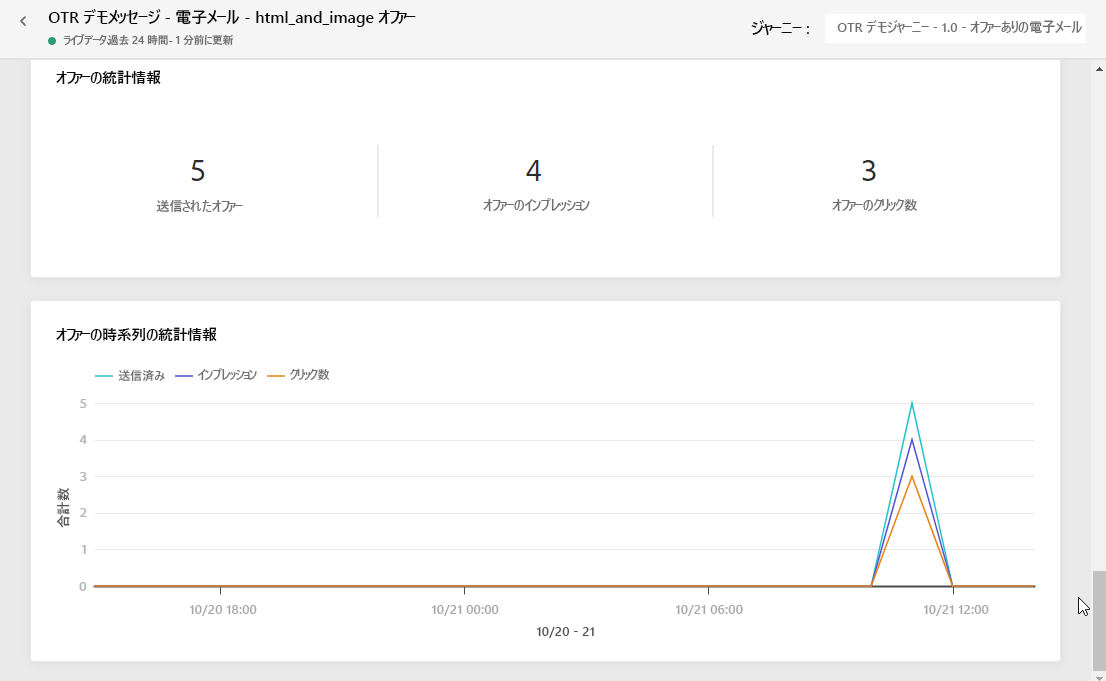 OTR デモメッセージ - 電子メール - html_and_image オファー
ライブデータ過去 24 時間 - 1 分前に更新
ジャーニー :
OTR デモジャーニー - 1.0 - オファーありの電子メール
オファーの統計情報
5
4
3
送信されたオファー
オファーのインプレッション
オファーのクリック数
オファーの時系列の統計情報
送信済み インプレッション クリック数
5
4
3
2
1
0
合計数
10/20 18:00
10/21 00:00
10/21 06:00
10/21 12:00
10/20 - 21